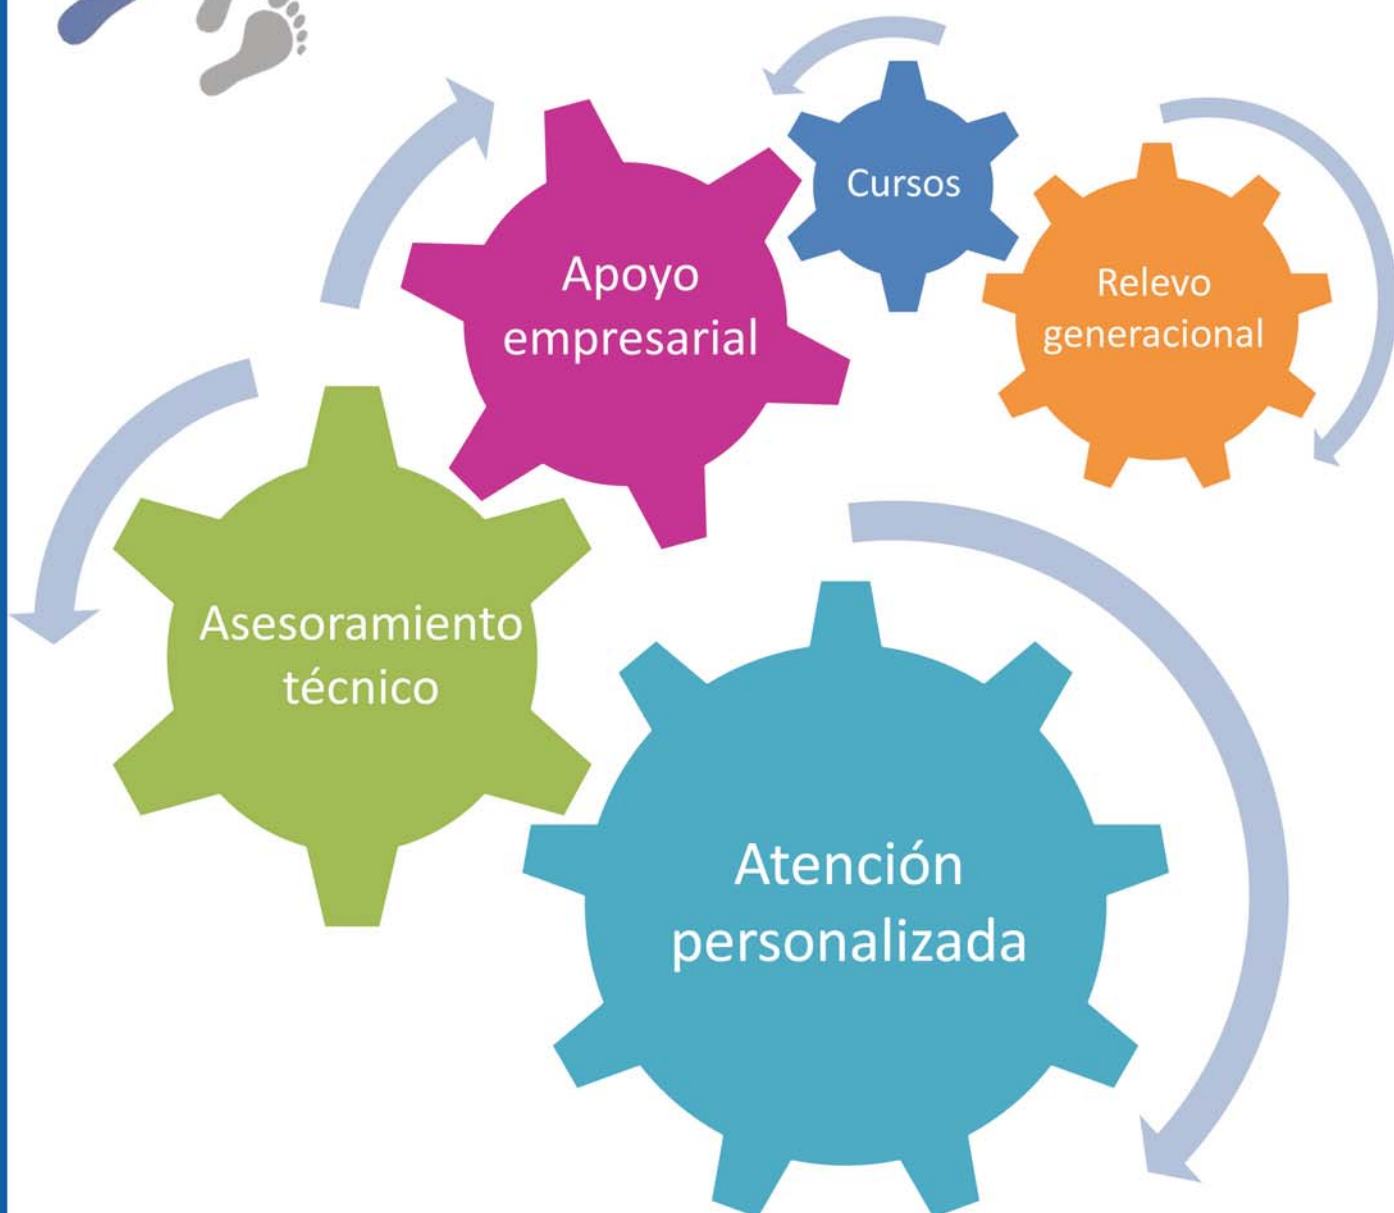 Cursos
Apoyo
empresarial
Relevo
generacional
Asesoramiento
técnico
Atención
personalizada